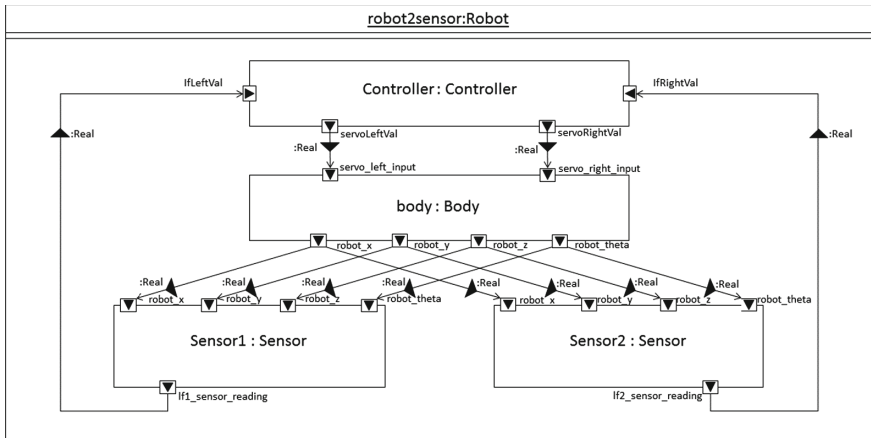 robot2sensor:Robot
lfLeftVal
lfRightVal
Controller : Controller
:Real
:Real
servoLeftVal
servoRightVal
:Real
:Real
servo_left_input
servo_right_input
body : Body
robot_x
robot_y
robot_z
robot_theta
:Real
:Real
:Real
:Real
:Real
:Real
:Real
:Real
robot_x
robot_y
robot_z
robot_theta
robot_x
robot_y
robot_z
robot_theta
Sensor1 : Sensor
Sensor2 : Sensor
lf1_sensor_reading
lf2_sensor_reading